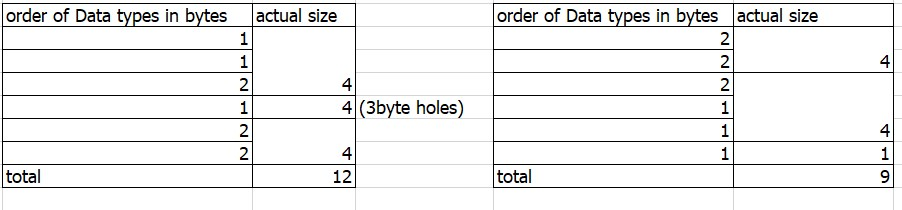 order of Data types in bytes actual size order of Data types in bytes actual size
1 2
1 2 4
2 4 2
1 4 (3byte holes) 1
2 1 4
2 4 1 1
total 12 total 9